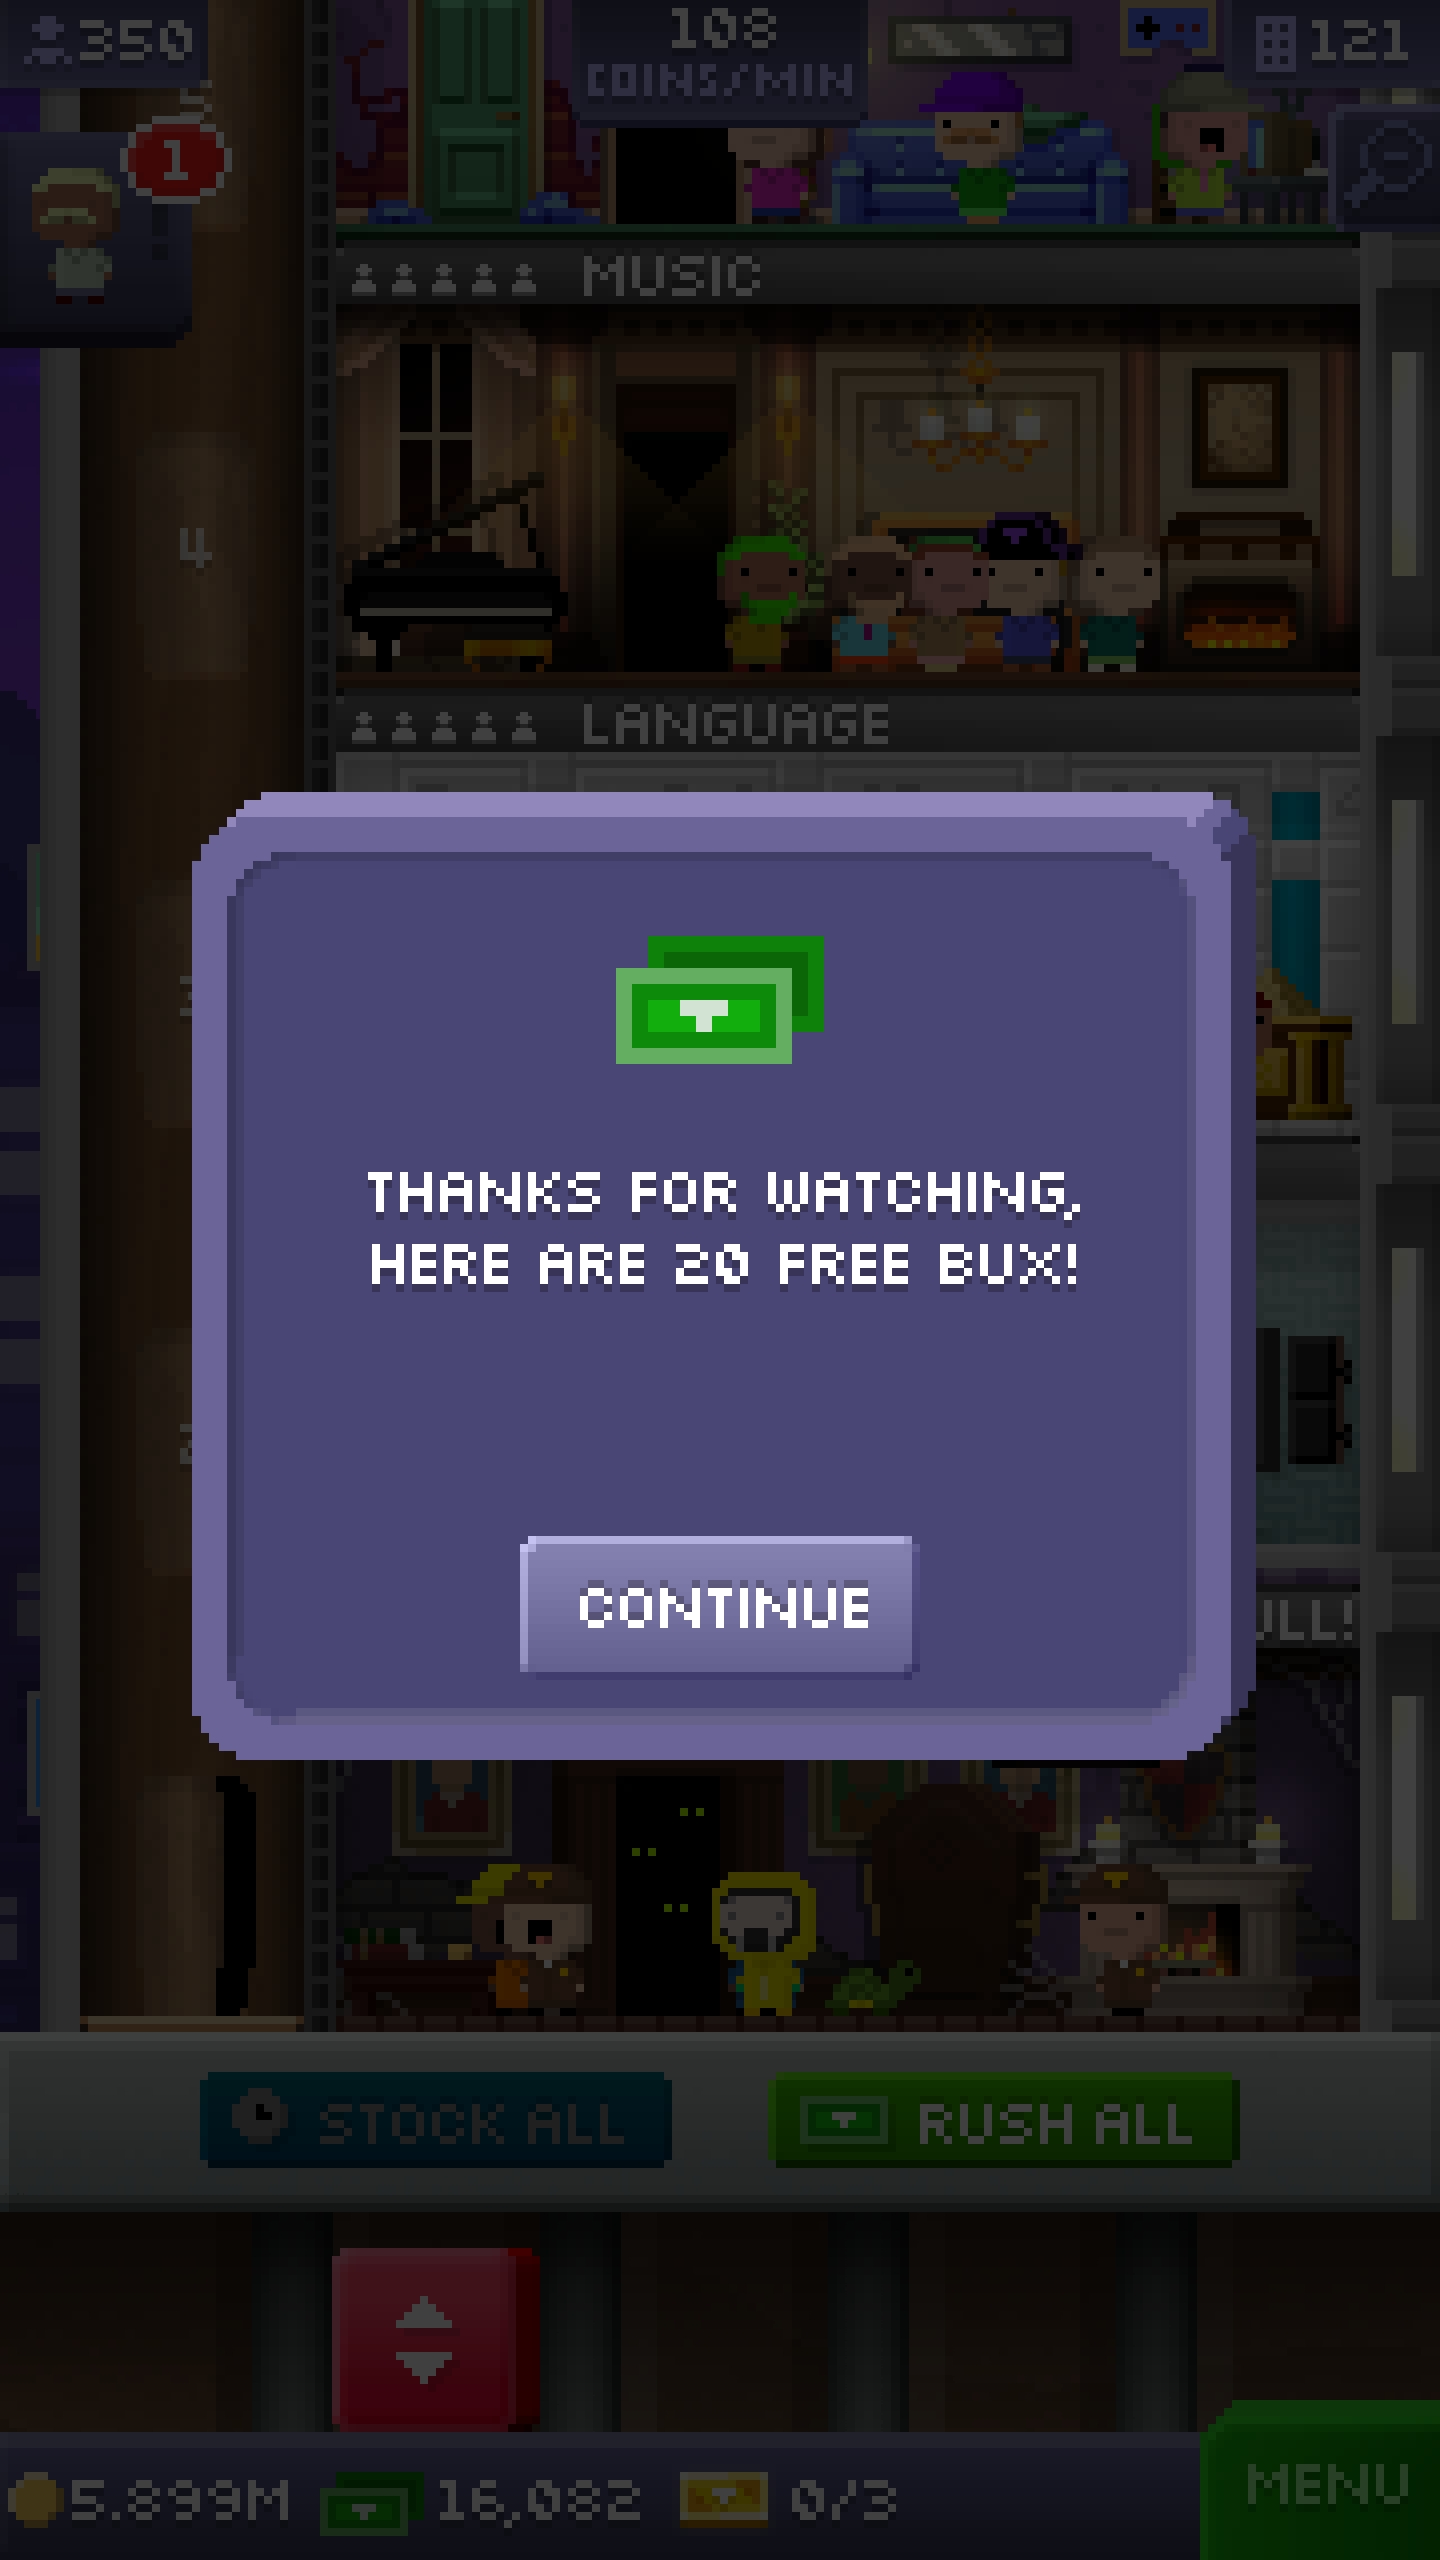 350
108
COINS/MIN
121
1
5
MUSIC
4
LANGUAGE
THANKS FOR WATCHING,
HERE ARE 20 FREE BUX!
CONTINUE
STOCK ALL
RUSH ALL
5.899M
16,082
0/3
MENU